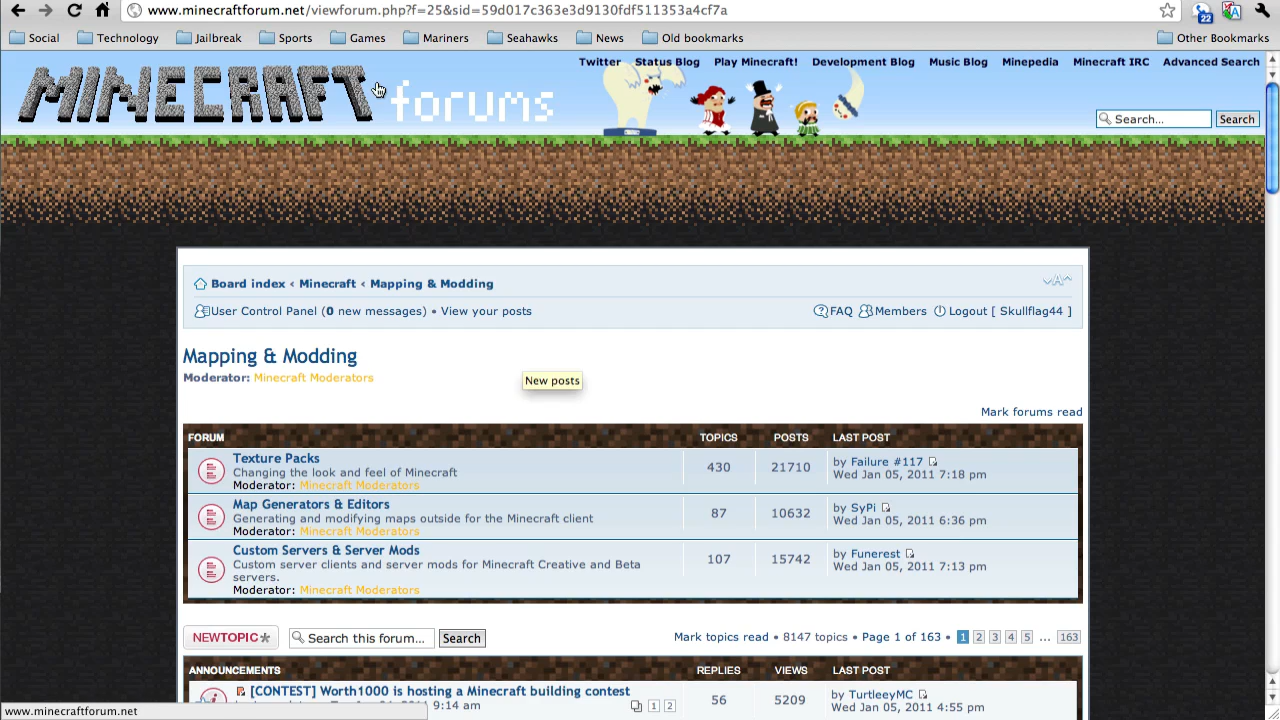 www.minecraftforum.net/viewforum.php?f=25&sid=59d017c363e3d9130fdf511353a4cf7a
22
Social Technology Jailbreak Sports Games Mariners Seahawks News Old bookmarks Other Bookmarks
Twitter Status Blog Play Minecraft! Development Blog Music Blog Minepedia Minecraft IRC Advanced Search
MINECRAFT forums
Search... Search
Board index ‹ Minecraft ‹ Mapping & Modding
User Control Panel (0 new messages) • View your posts FAQ Members Logout [ Skullflag44 ]
Mapping & Modding
Moderator: Minecraft Moderators
New posts
Mark forums read
FORUM TOPICS POSTS LAST POST
Texture Packs
Changing the look and feel of Minecraft
Moderator: Minecraft Moderators
430 21710
by Failure #117
Wed Jan 05, 2011 7:18 pm
Map Generators & Editors
Generating and modifying maps outside for the Minecraft client
Moderator: Minecraft Moderators
87 10632
by SyPi
Wed Jan 05, 2011 6:36 pm
Custom Servers & Server Mods
Custom server clients and server mods for Minecraft Creative and Beta
servers.
Moderator: Minecraft Moderators
107 15742
by Funerest
Wed Jan 05, 2011 7:13 pm
NEWTOPIC* Search this forum... Search Mark topics read • 8147 topics • Page 1 of 163 • 1 2 3 4 5 ... 163
ANNOUNCEMENTS REPLIES VIEWS LAST POST
[CONTEST] Worth1000 is hosting a Minecraft building contest
9:14 am
1 2
56 5209
by TurtleeyMC
Wed Jan 05, 2011 4:55 pm
www.minecraftforum.net